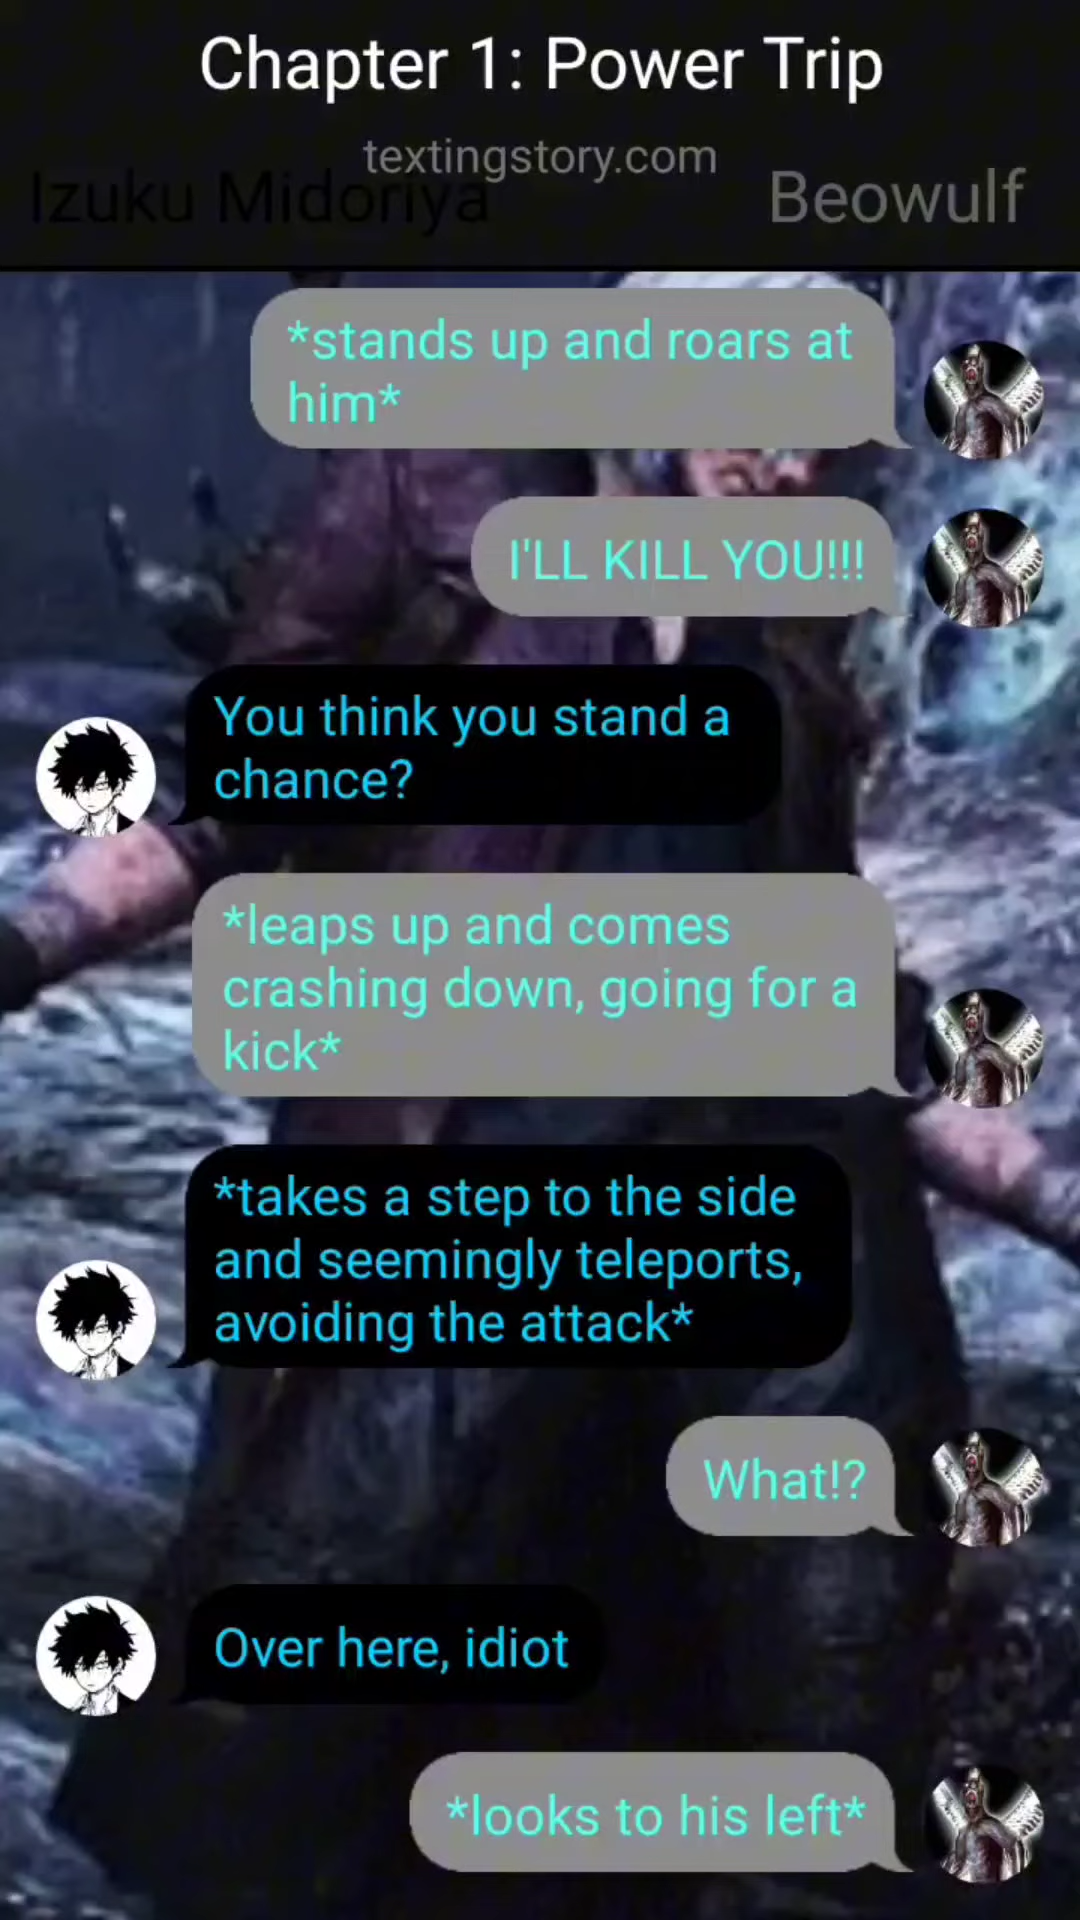 Chapter 1: Power Trip
textingstory.com
Izuku Midoriya
Beowulf
*stands up and roars at
him*
I'LL KILL YOU!!!
You think you stand a
chance?
*leaps up and comes
crashing down, going for a
kick*
*takes a step to the side
and seemingly teleports,
avoiding the attack*
What!?
Over here, idiot
*looks to his left*